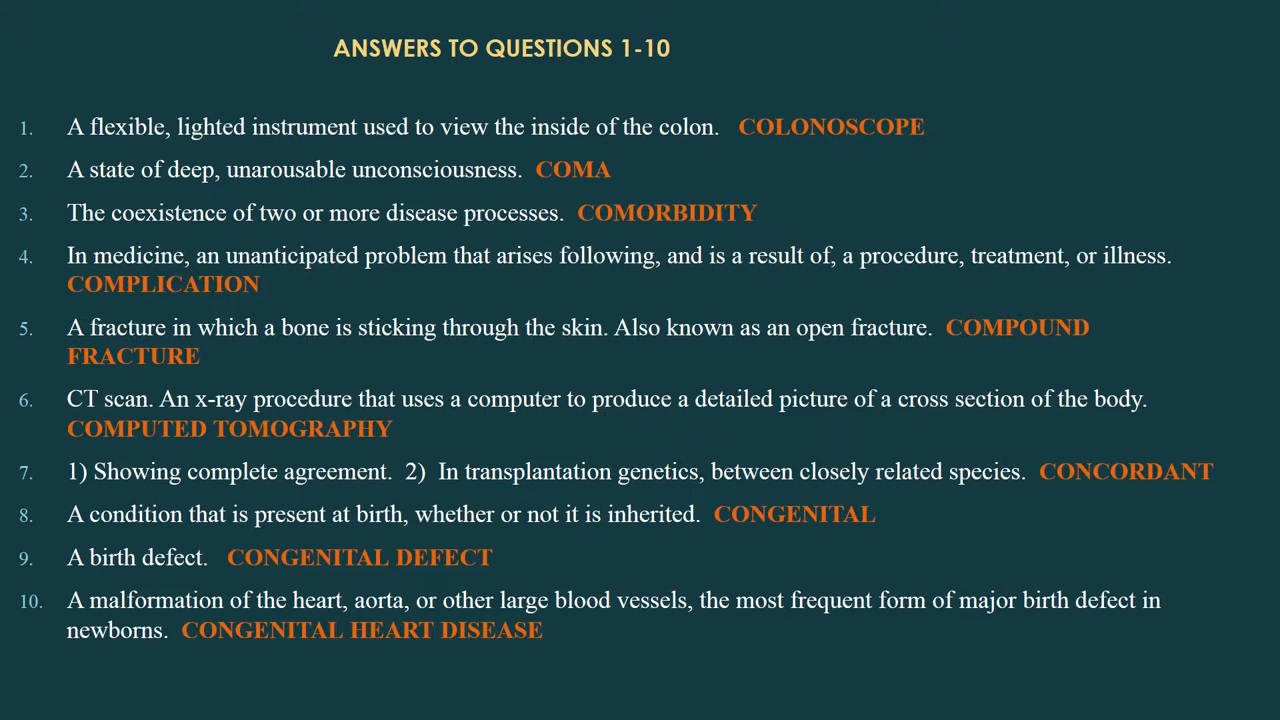 ANSWERS TO QUESTIONS 1-10
1. A flexible, lighted instrument used to view the inside of the colon. COLONOSCOPE
2. A state of deep, unarousable unconsciousness. COMA
3. The coexistence of two or more disease processes. COMORBIDITY
4. In medicine, an unanticipated problem that arises following, and is a result of, a procedure, treatment, or illness.
COMPLICATION
5. A fracture in which a bone is sticking through the skin. Also known as an open fracture. COMPOUND
FRACTURE
6. CT scan. An x-ray procedure that uses a computer to produce a detailed picture of a cross section of the body.
COMPUTED TOMOGRAPHY
7. 1) Showing complete agreement. 2) In transplantation genetics, between closely related species. CONCORDANT
8. A condition that is present at birth, whether or not it is inherited. CONGENITAL
9. A birth defect. CONGENITAL DEFECT
10. A malformation of the heart, aorta, or other large blood vessels, the most frequent form of major birth defect in
newborns. CONGENITAL HEART DISEASE